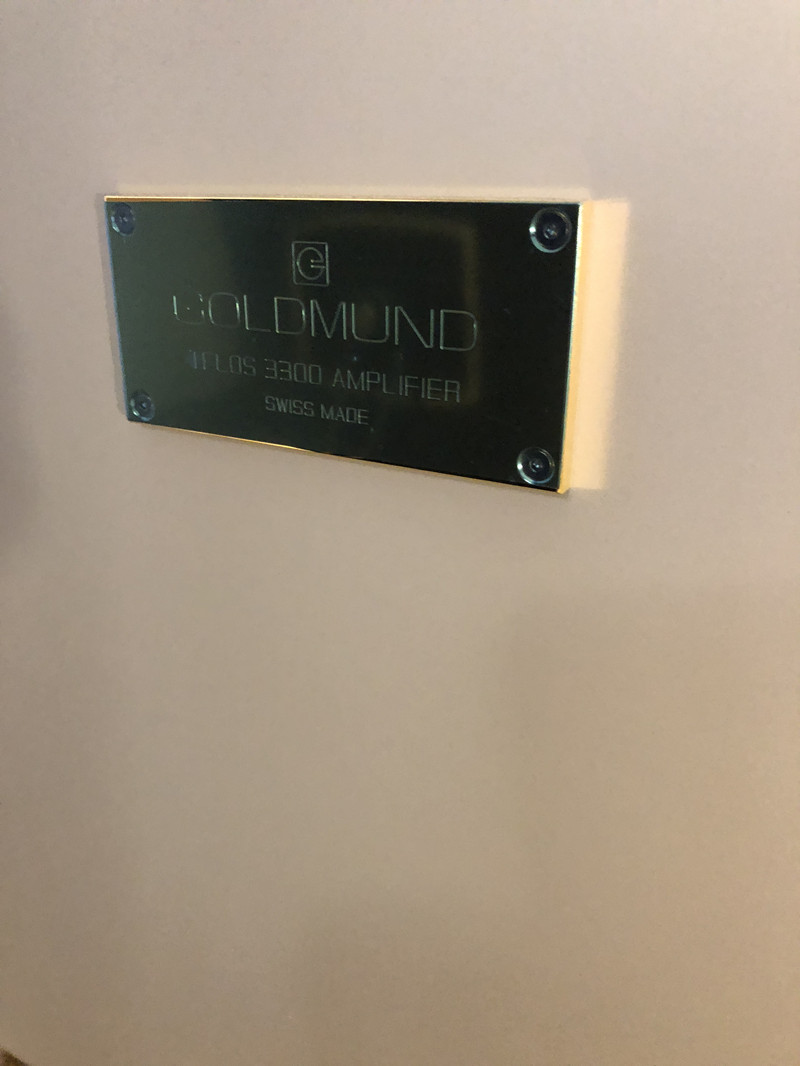 G
GOLDMUND
TELOS 3300 AMPLIFIER
SWISS MADE